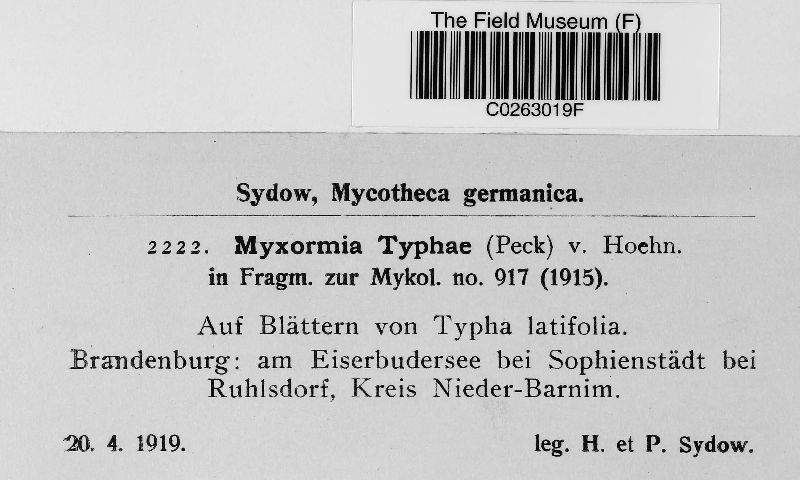 The Field Museum (F)
C0263019F
Sydow, Mycotheca germanica.
2222. Myxormia Typhae (Peck) v. Hoehn.
in Fragm. zur Mykol. no. 917 (1915).
Auf Blättern von Typha latifolia.
Brandenburg: am Eiserbudersee bei Sophienstädt bei
Ruhlsdorf, Kreis Nieder-Barnim.
20. 4. 1919. leg. H. et P. Sydow.